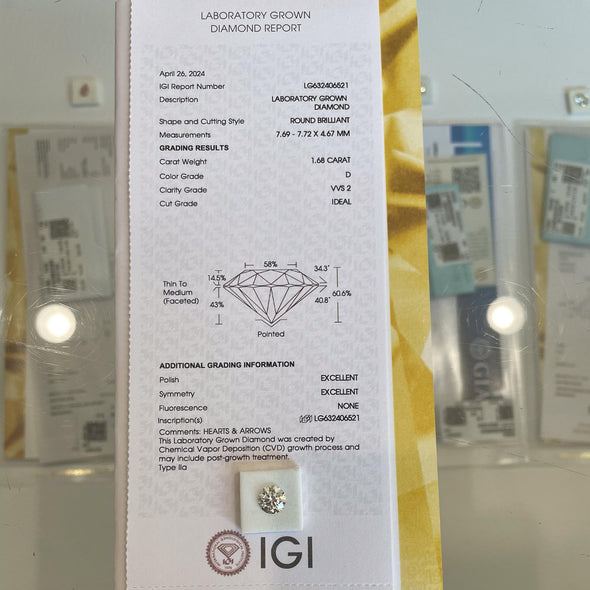 LABORATORY GROWN
DIAMOND REPORT
April 26, 2024
IGI Report Number LG632406521
Description LABORATORY GROWN
DIAMOND
Shape and Cutting Style ROUND BRILLIANT
Measurements 7.69 - 7.72 X 4.67 MM
GRADING RESULTS
Carat Weight 1.68 CARAT
Color Grade D
Clarity Grade VVS 2
Cut Grade IDEAL
58%
14.5% 34.3°
Thin To
Medium
(Faceted)
43% 40.8° 60.6%
Pointed
ADDITIONAL GRADING INFORMATION
Polish EXCELLENT
Symmetry EXCELLENT
Fluorescence NONE
Inscription(s) LG632406521
Comments: HEARTS & ARROWS
This Laboratory Grown Diamond was created by
Chemical Vapor Deposition (CVD) growth process and
may include post-growth treatment.
Type IIa
IGI
IGI